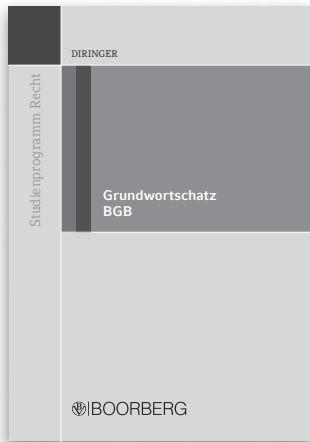 DIRINGER
Studienprogramm Recht
Grundwortschatz
BGB
BOORBERG